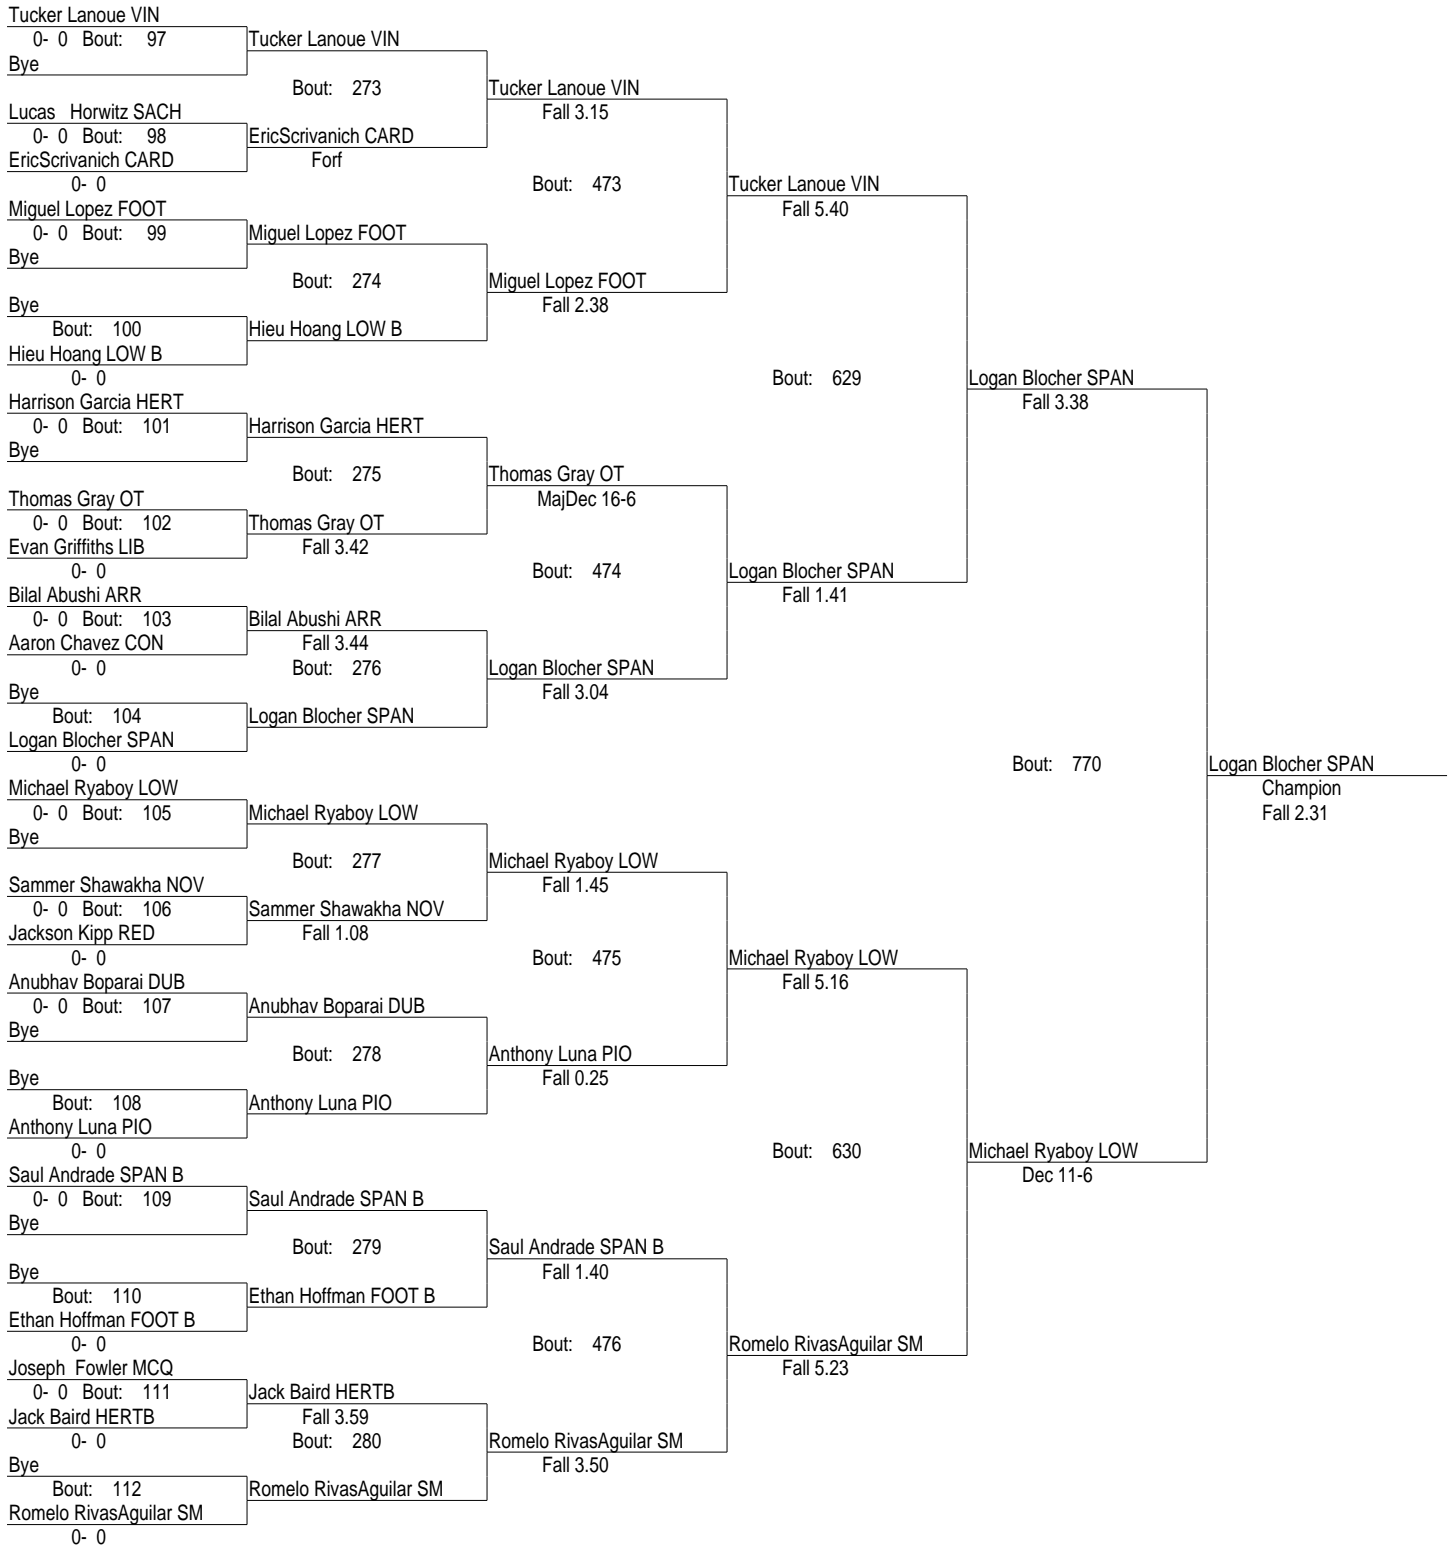 Tucker Lanoue VIN
0- 0 Bout: 97 Tucker Lanoue VIN
Bye
Bout: 273 Tucker Lanoue VIN
Lucas Horwitz SACH Fall 3.15
0- 0 Bout: 98 EricScrivanich CARD
EricScrivanich CARD Forf
0- 0 Bout: 473 Tucker Lanoue VIN
Miguel Lopez FOOT Fall 5.40
0- 0 Bout: 99 Miguel Lopez FOOT
Bye
Bout: 274 Miguel Lopez FOOT
Bye Fall 2.38
Bout: 100 Hieu Hoang LOW B
Hieu Hoang LOW B
0- 0 Bout: 629 Logan Blocher SPAN
Harrison Garcia HERT Fall 3.38
0- 0 Bout: 101 Harrison Garcia HERT
Bye
Bout: 275 Thomas Gray OT
Thomas Gray OT MajDec 16-6
0- 0 Bout: 102 Thomas Gray OT
Evan Griffiths LIB Fall 3.42
0- 0 Bout: 474 Logan Blocher SPAN
Bilal Abushi ARR Fall 1.41
0- 0 Bout: 103 Bilal Abushi ARR
Aaron Chavez CON Fall 3.44
0- 0 Bout: 276 Logan Blocher SPAN
Bye Fall 3.04
Bout: 104 Logan Blocher SPAN
Logan Blocher SPAN
0- 0 Bout: 770 Logan Blocher SPAN
Michael Ryaboy LOW Champion
0- 0 Bout: 105 Michael Ryaboy LOW Fall 2.31
Bye
Bout: 277 Michael Ryaboy LOW
Sammer Shawakha NOV Fall 1.45
0- 0 Bout: 106 Sammer Shawakha NOV
Jackson Kipp RED Fall 1.08
0- 0 Bout: 475 Michael Ryaboy LOW
Anubhav Boparai DUB Fall 5.16
0- 0 Bout: 107 Anubhav Boparai DUB
Bye
Bout: 278 Anthony Luna PIO
Bye Fall 0.25
Bout: 108 Anthony Luna PIO
Anthony Luna PIO
0- 0 Bout: 630 Michael Ryaboy LOW
Saul Andrade SPAN B Dec 11-6
0- 0 Bout: 109 Saul Andrade SPAN B
Bye
Bout: 279 Saul Andrade SPAN B
Bye Fall 1.40
Bout: 110 Ethan Hoffman FOOT B
Ethan Hoffman FOOT B
0- 0 Bout: 476 Romelo RivasAguilar SM
Joseph Fowler MCQ Fall 5.23
0- 0 Bout: 111 Jack Baird HERTB
Jack Baird HERTB Fall 3.59
0- 0 Bout: 280 Romelo RivasAguilar SM
Bye Fall 3.50
Bout: 112 Romelo RivasAguilar SM
Romelo RivasAguilar SM
0- 0